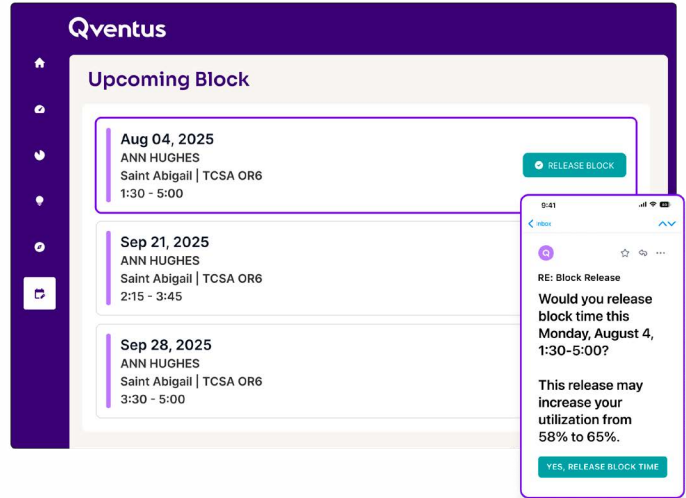 Qventus
Upcoming Block
Aug 04, 2025
ANN HUGHES
Saint Abigail | TCSA OR6
1:30 - 5:00
RELEASE BLOCK
Sep 21, 2025
ANN HUGHES
Saint Abigail | TCSA OR6
2:15 - 3:45
Sep 28, 2025
ANN HUGHES
Saint Abigail | TCSA OR6
3:30 - 5:00
9:41
Inbox
Q
RE: Block Release
Would you release
block time this
Monday, August 4,
1:30-5:00?
This release may
increase your
utilization from
58% to 65%.
YES, RELEASE BLOCK TIME